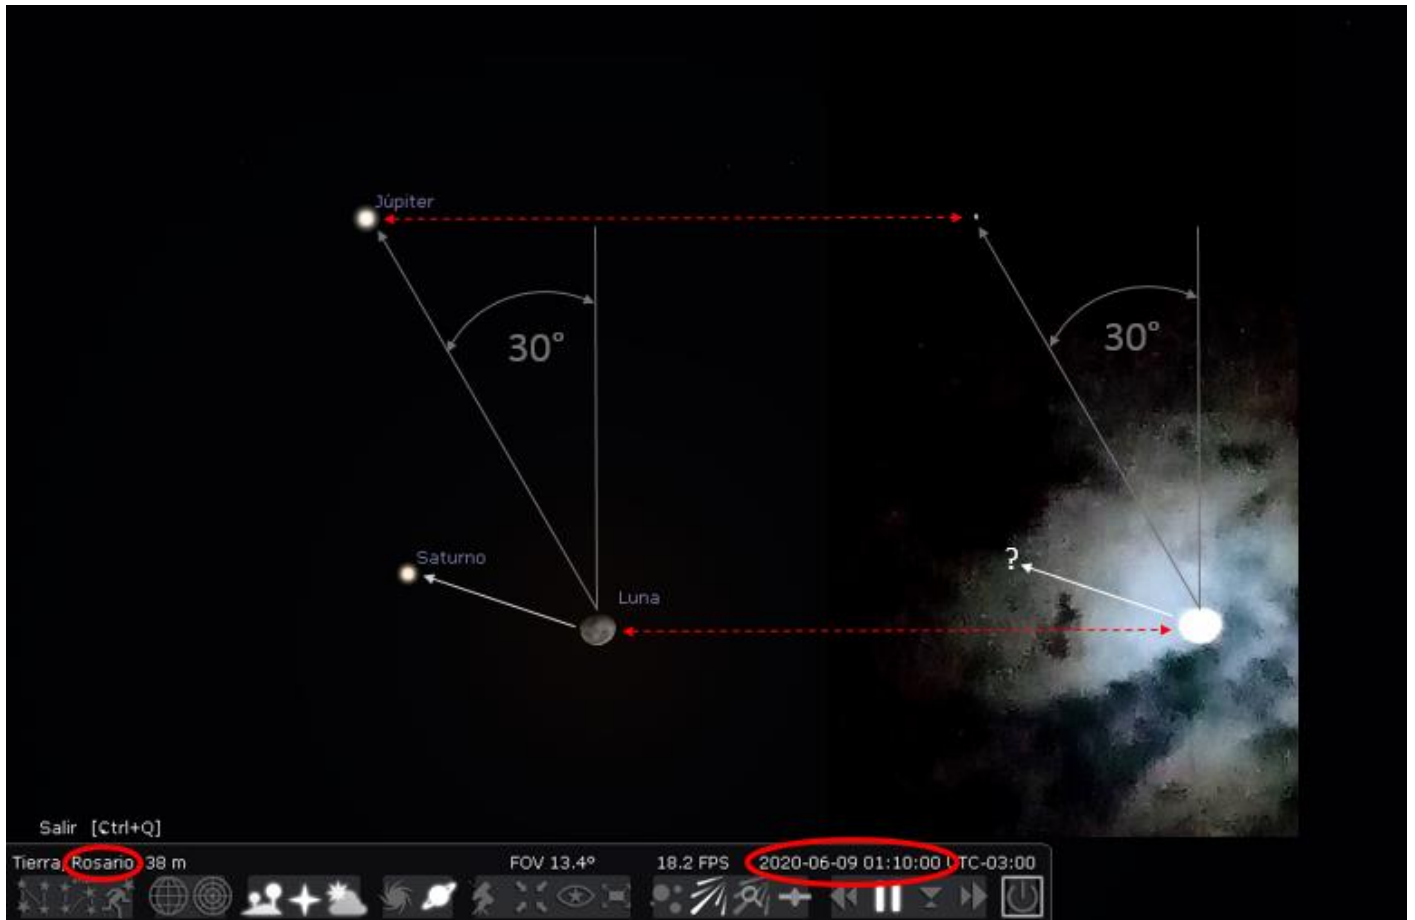 Júpiter
30°
30°
Saturno
?
Luna
Salir [Ctrl+Q]
Tierra, Rosario, 38 m FOV 13.4° 18.2 FPS 2020-06-09 01:10:00 UTC-03:00